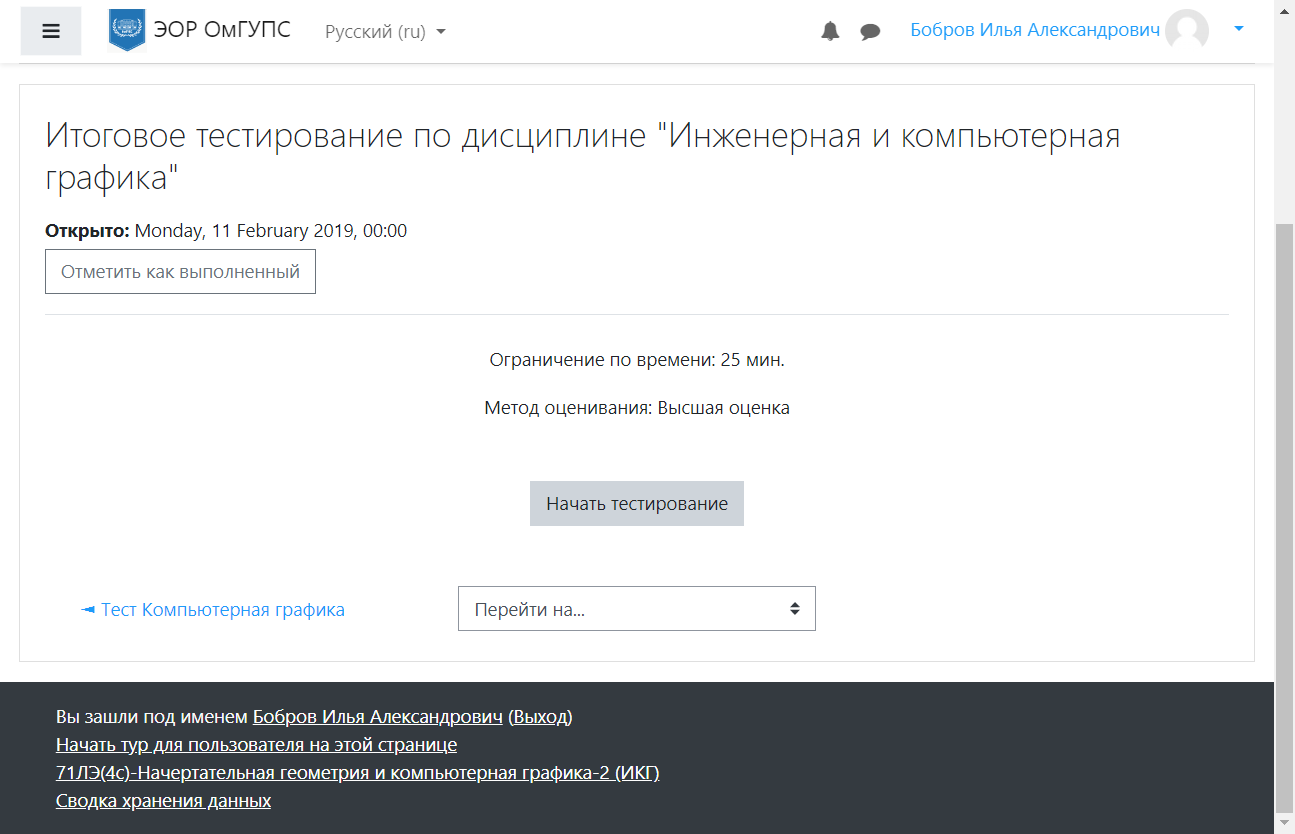 ЭОР ОмГУПС
Русский (ru)
Бобров Илья Александрович
Итоговое тестирование по дисциплине "Инженерная и компьютерная
графика"
Открыто: Monday, 11 February 2019, 00:00
Отметить как выполненный
Ограничение по времени: 25 мин.
Метод оценивания: Высшая оценка
Начать тестирование
◄ Тест Компьютерная графика
Перейти на...
Вы зашли под именем Бобров Илья Александрович (Выход)
Начать тур для пользователя на этой странице
71ЛЭ(4с)-Начертательная геометрия и компьютерная графика-2 (ИКГ)
Сводка хранения данных